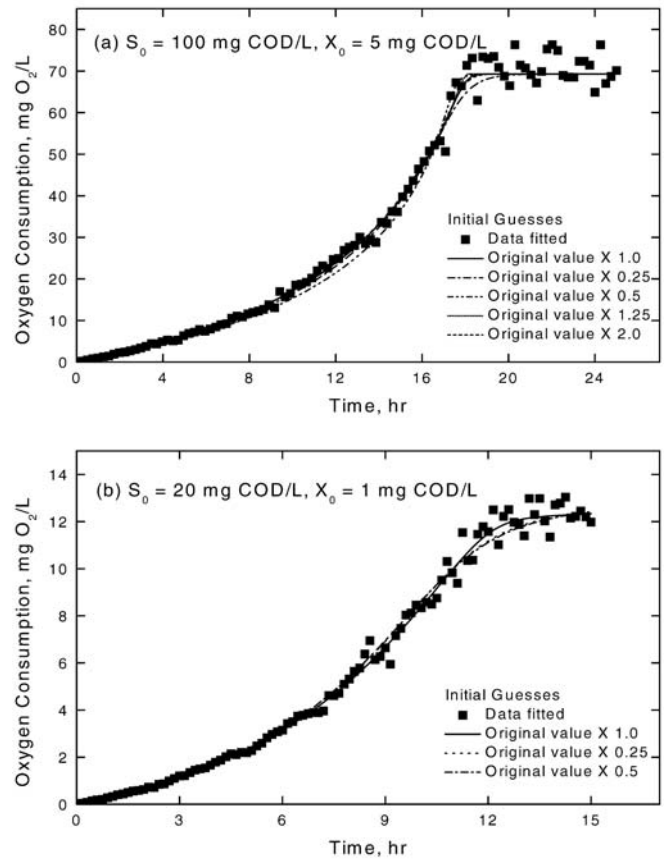 (a) S₀ = 100 mg COD/L, X₀ = 5 mg COD/L
Oxygen Consumption, mg O₂/L
80
70
60
50
40
30
20
10
0
Initial Guesses
Data fitted
Original value X 1.0
Original value X 0.25
Original value X 0.5
Original value X 1.25
Original value X 2.0
0 4 8 12 16 20 24
Time, hr
(b) S₀ = 20 mg COD/L, X₀ = 1 mg COD/L
Oxygen Consumption, mg O₂/L
14
12
10
8
6
4
2
0
Initial Guesses
Data fitted
Original value X 1.0
Original value X 0.25
Original value X 0.5
0 3 6 9 12 15
Time, hr